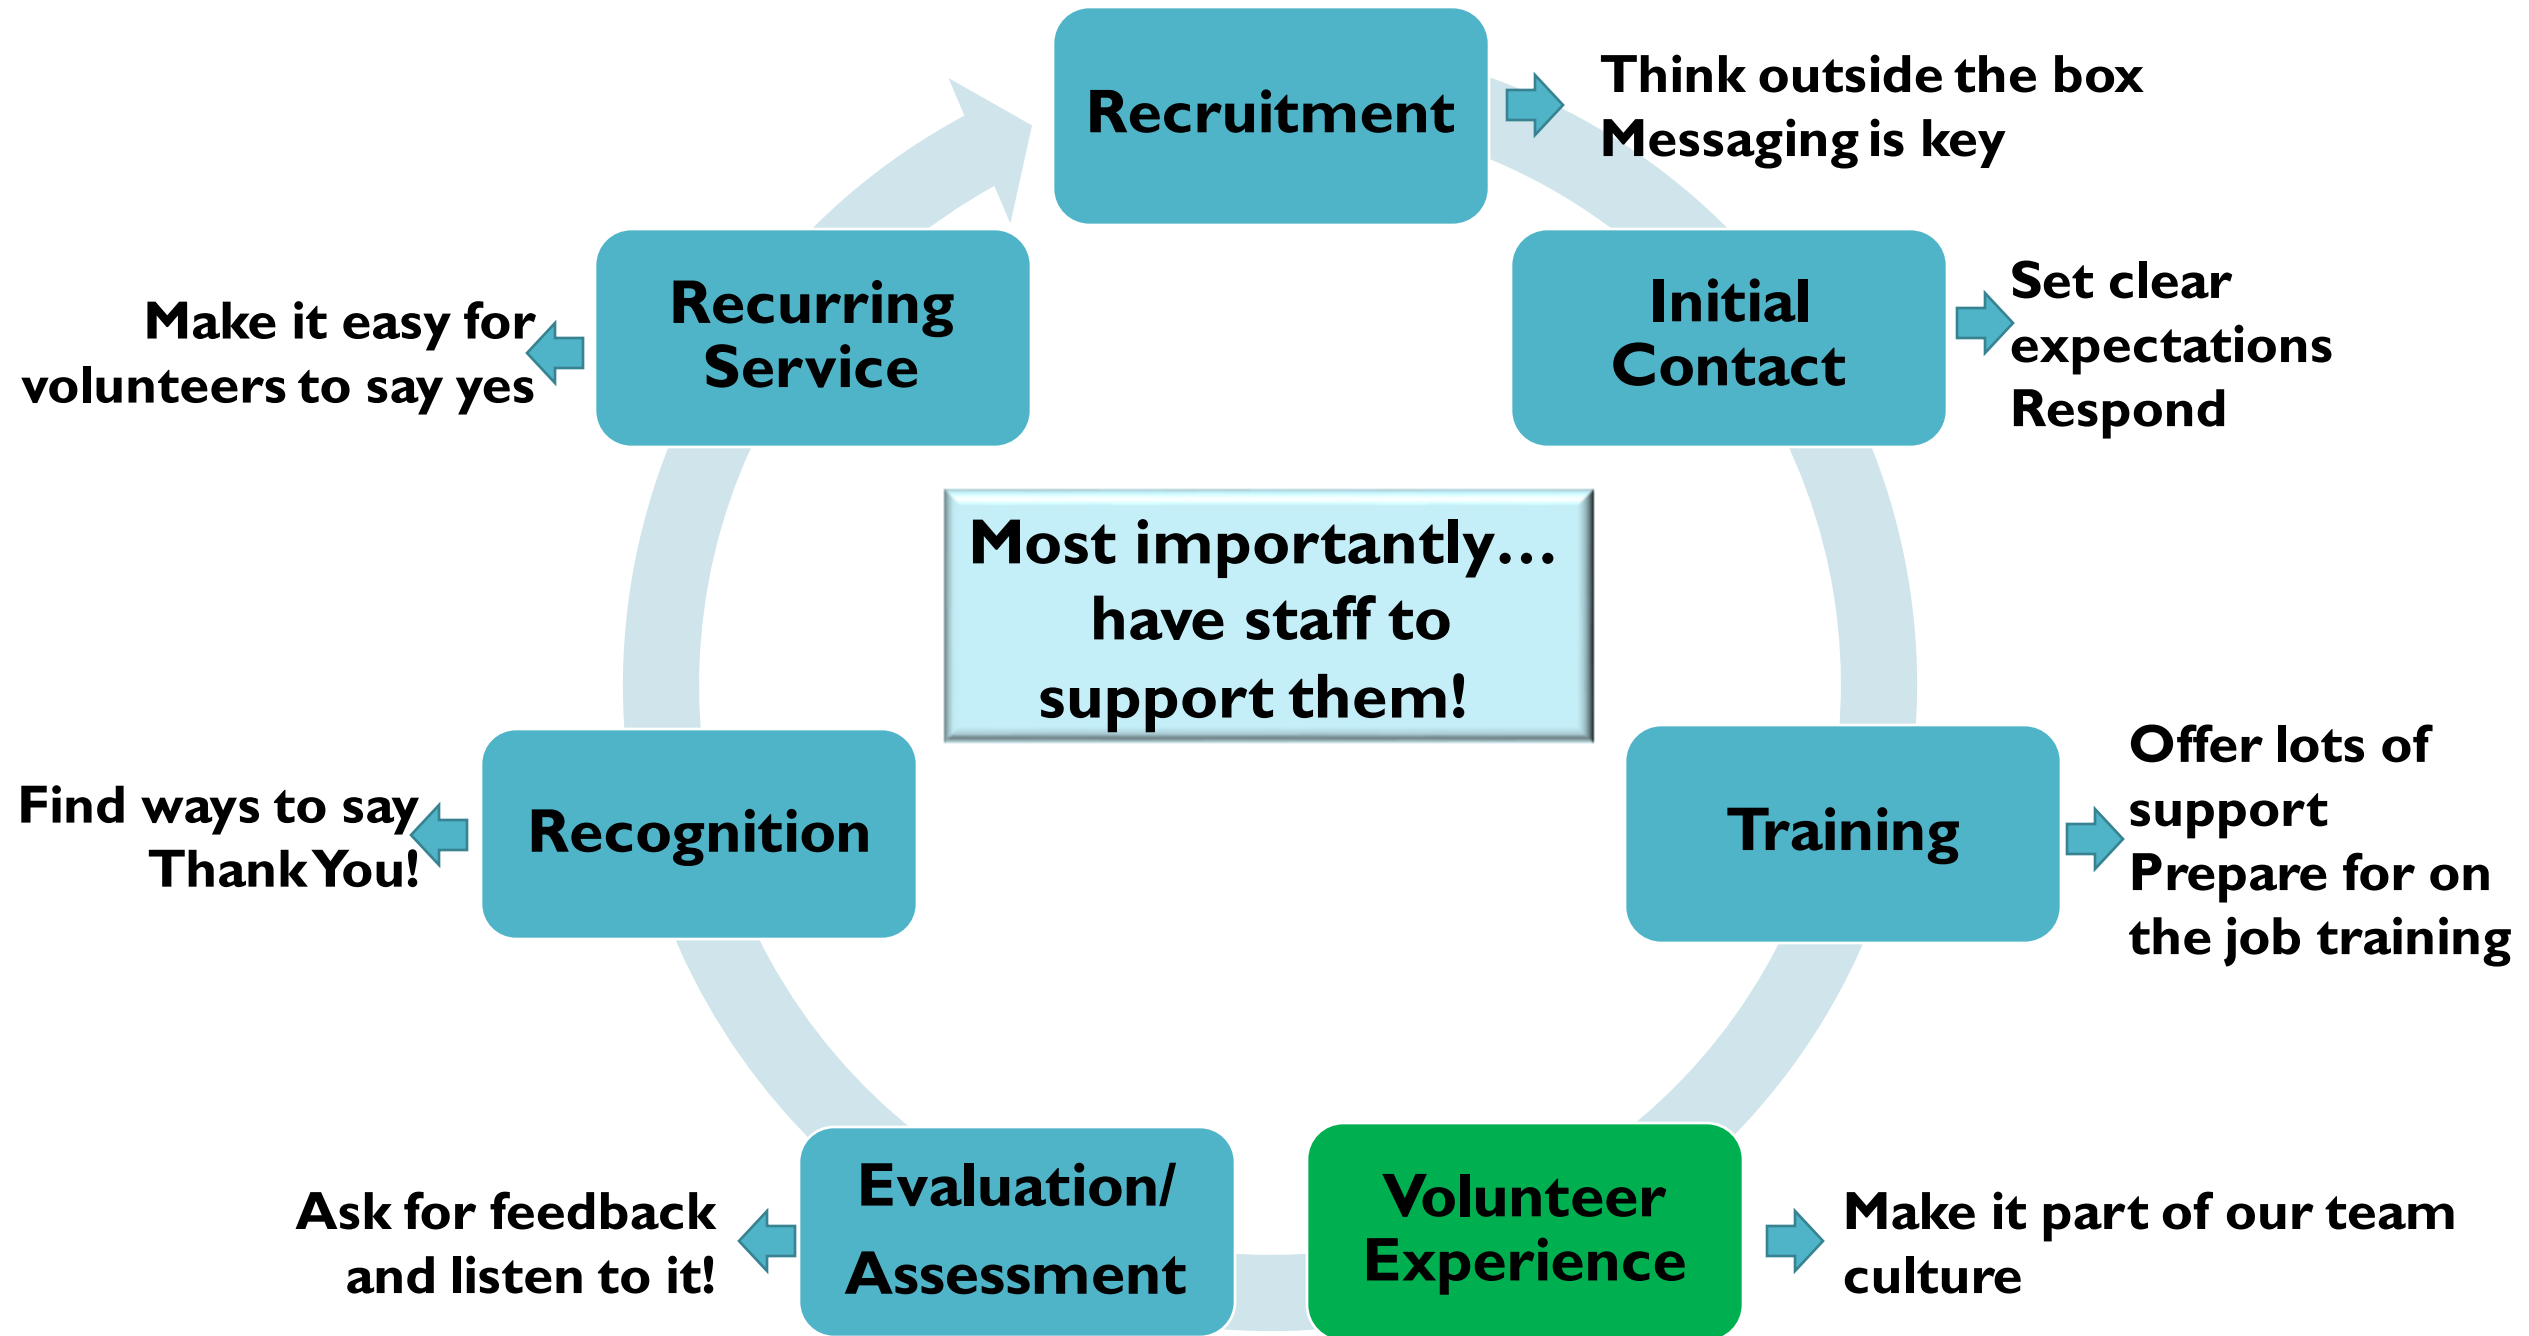 Recruitment
Think outside the box
Messaging is key
Initial
Contact
Set clear
expectations
Respond
Training
Offer lots of
support
Prepare for on
the job training
Volunteer
Experience
Make it part of our team
culture
Evaluation/
Assessment
Ask for feedback
and listen to it!
Recognition
Find ways to say
Thank You!
Recurring
Service
Make it easy for
volunteers to say yes
Most importantly…
have staff to
support them!